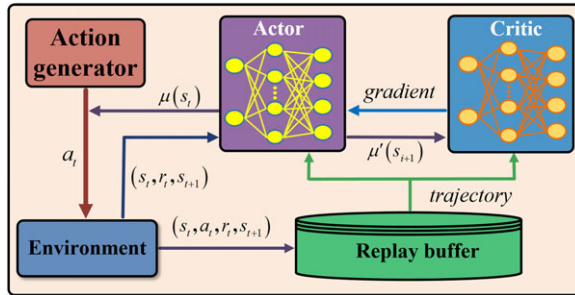 Action
generator
Actor
Critic
μ(s_t)
gradient
μ'(s_{t+1})
a_t
(s_t, r_t, s_{t+1})
trajectory
Environment
(s_t, a_t, r_t, s_{t+1})
Replay buffer